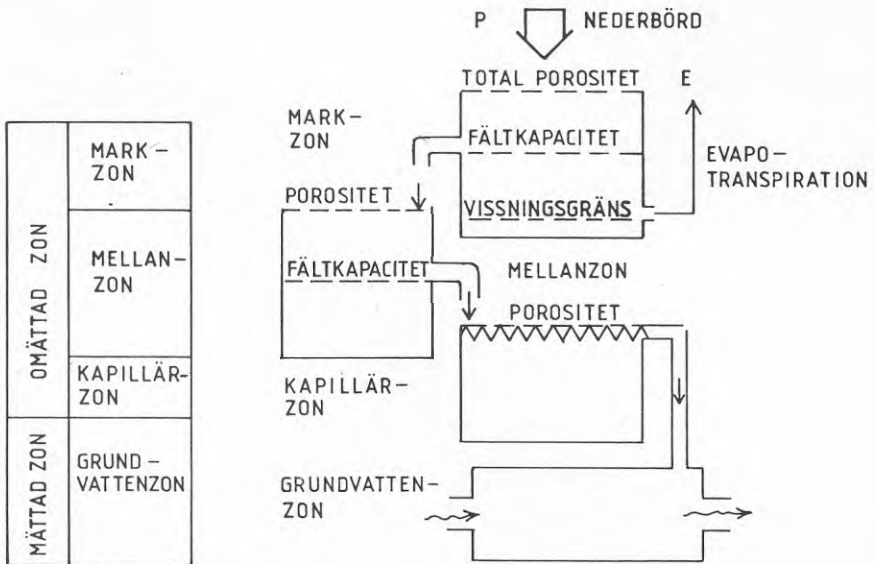 P NEDERBÖRD
TOTAL POROSITET E
MARK-
ZON
FÄLTKAPACITET
EVAPO-
TRANSPIRATION
POROSITET
VISSNINGSGRÄNS
FÄLTKAPACITET
MELLANZON
POROSITET
KAPILLÄR-
ZON
GRUNDVATTEN-
ZON
OMÄTTAD ZON
MARK-
ZON
MELLAN-
ZON
KAPILLÄR-
ZON
MÄTTAD ZON
GRUND-
VATTENZON